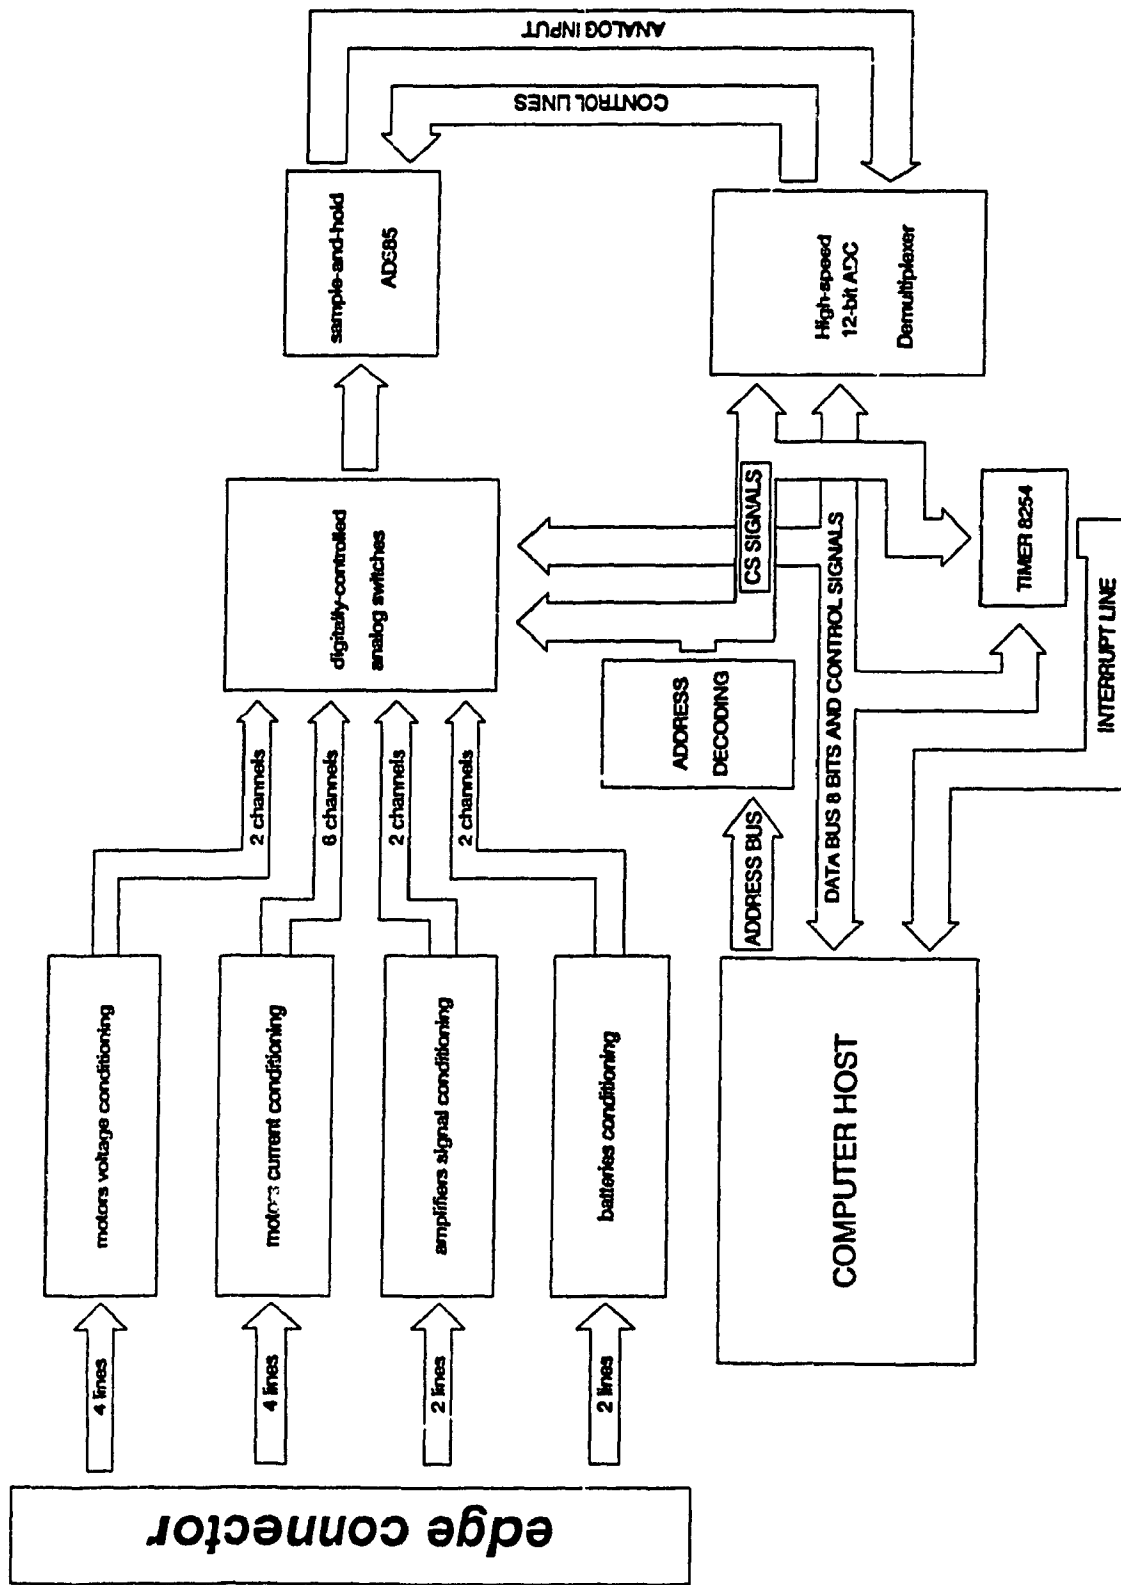 edge connector
4 lines
4 lines
2 lines
2 lines
motors voltage conditioning
motors current conditioning
amplifiers signal conditioning
batteries conditioning
2 channels
6 channels
2 channels
2 channels
digitally-controlled
analog switches
sample-and-hold
AD585
ANALOG INPUT
CONTROL LINES
High-speed
12-bit ADC
Demultiplexer
CS SIGNALS
ADDRESS
DECODING
ADDRESS BUS
DATA BUS 8 BITS AND CONTROL SIGNALS
TIMER 8254
INTERRUPT LINE
COMPUTER HOST